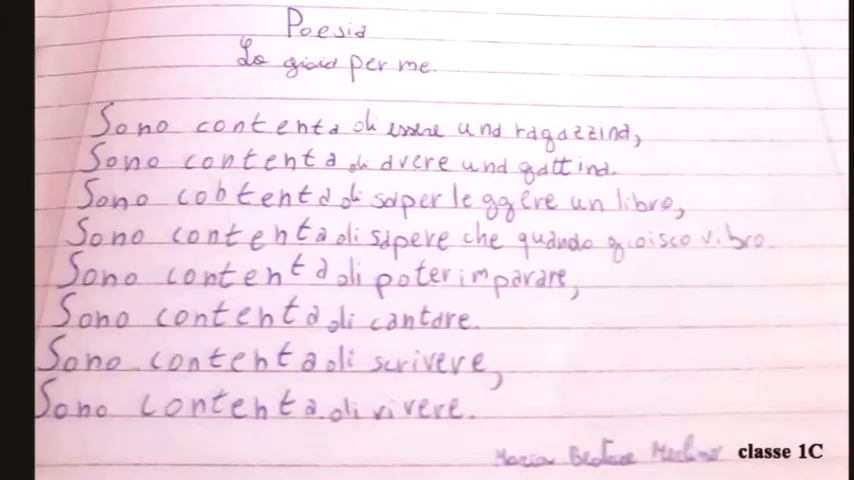 Poesia
La gioia per me.
Sono contenta di essere una ragazzina,
Sono contenta di avere una gattina.
Sono contenta di saper leggere un libro,
Sono contenta di sapere che quando gioisco vibro.
Sono contenta di poter imparare,
Sono contenta di cantare.
Sono contenta di scrivere,
Sono contenta di vivere.
Maria classe 1C